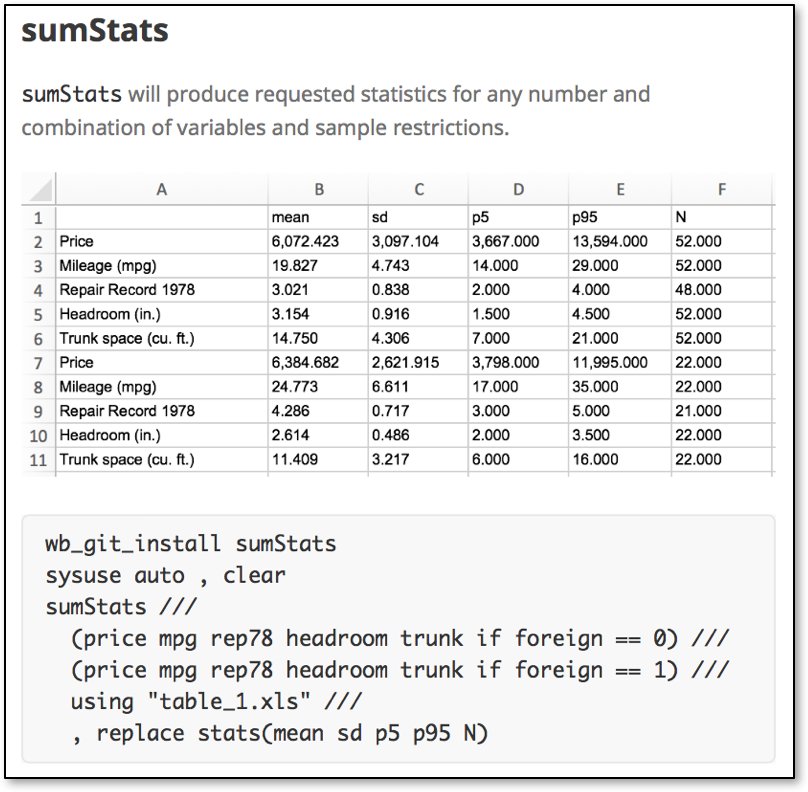 sumStats
sumStats will produce requested statistics for any number and
combination of variables and sample restrictions.
A B C D E F
1 mean sd p5 p95 N
2 Price 6,072.423 3,097.104 3,667.000 13,594.000 52.000
3 Mileage (mpg) 19.827 4.743 14.000 29.000 52.000
4 Repair Record 1978 3.021 0.838 2.000 4.000 48.000
5 Headroom (in.) 3.154 0.916 1.500 4.500 52.000
6 Trunk space (cu. ft.) 14.750 4.306 7.000 21.000 52.000
7 Price 6,384.682 2,621.915 3,798.000 11,995.000 22.000
8 Mileage (mpg) 24.773 6.611 17.000 35.000 22.000
9 Repair Record 1978 4.286 0.717 3.000 5.000 21.000
10 Headroom (in.) 2.614 0.486 2.000 3.500 22.000
11 Trunk space (cu. ft.) 11.409 3.217 6.000 16.000 22.000
wb_git_install sumStats
sysuse auto , clear
sumStats ///
(price mpg rep78 headroom trunk if foreign == 0) ///
(price mpg rep78 headroom trunk if foreign == 1) ///
using "table_1.xls" ///
, replace stats(mean sd p5 p95 N)